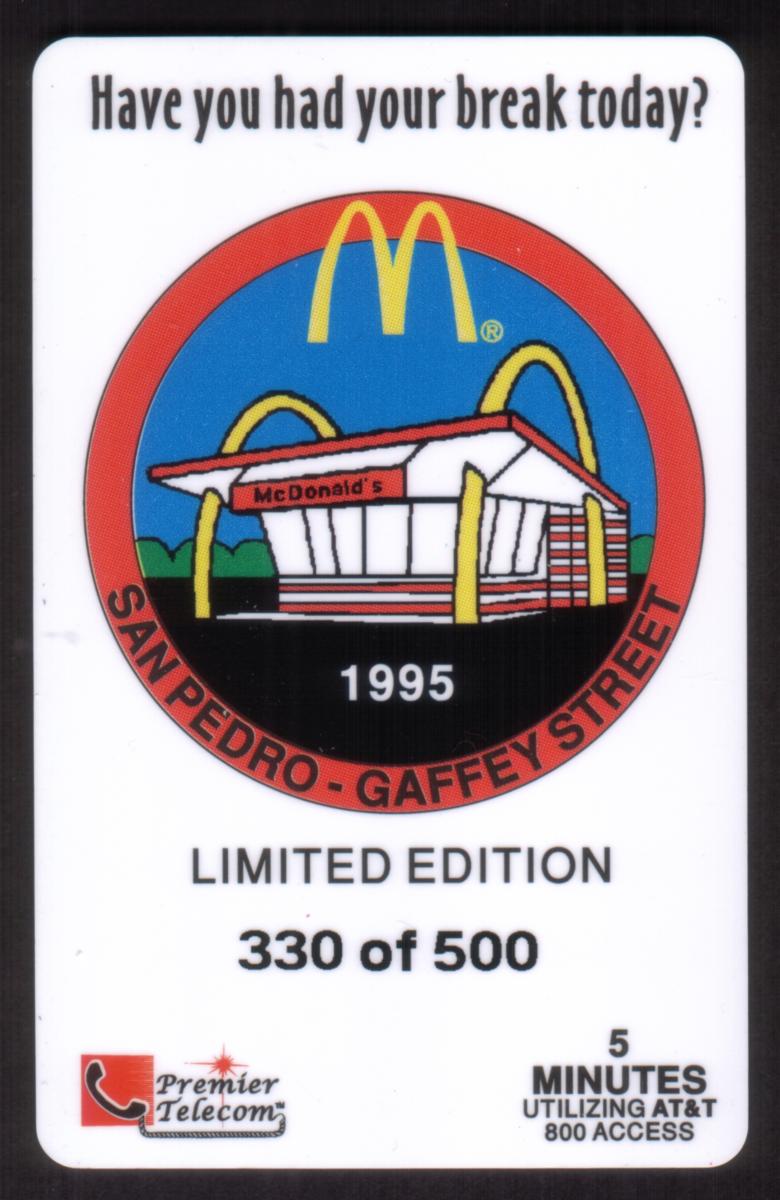 Have you had your break today?
M®
McDonald's
1995
SAN PEDRO - GAFFEY STREET
LIMITED EDITION
330 of 500
Premier
Telecom™
5
MINUTES
UTILIZING AT&T
800 ACCESS